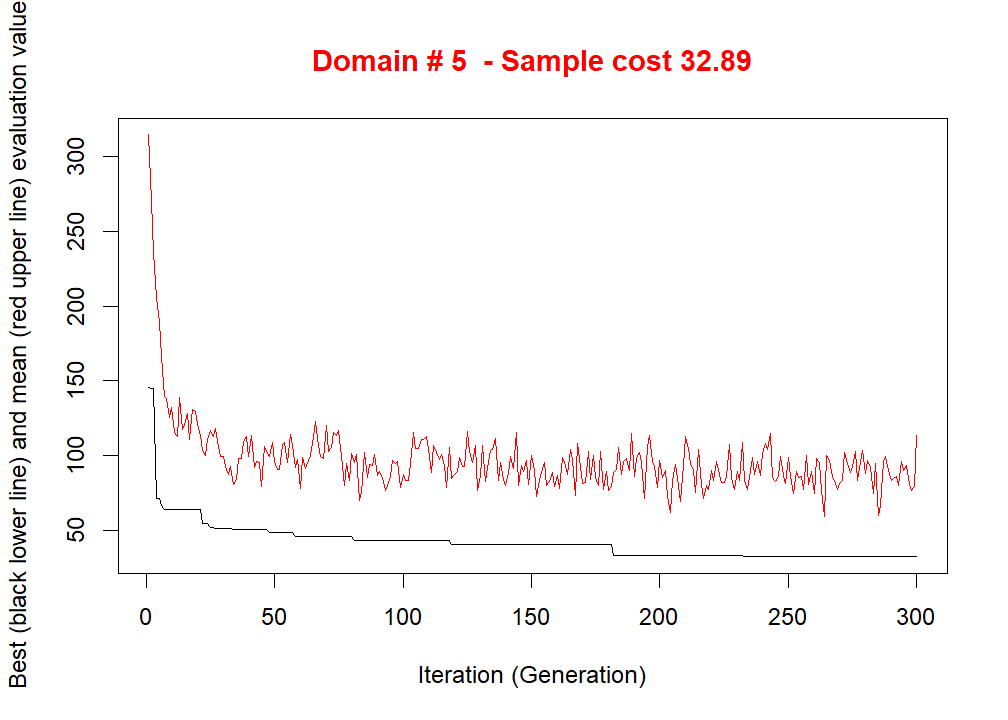 Domain # 5  - Sample cost 32.89
Best (black lower line) and mean (red upper line) evaluation value
300
250
200
150
100
50
0 50 100 150 200 250 300
Iteration (Generation)